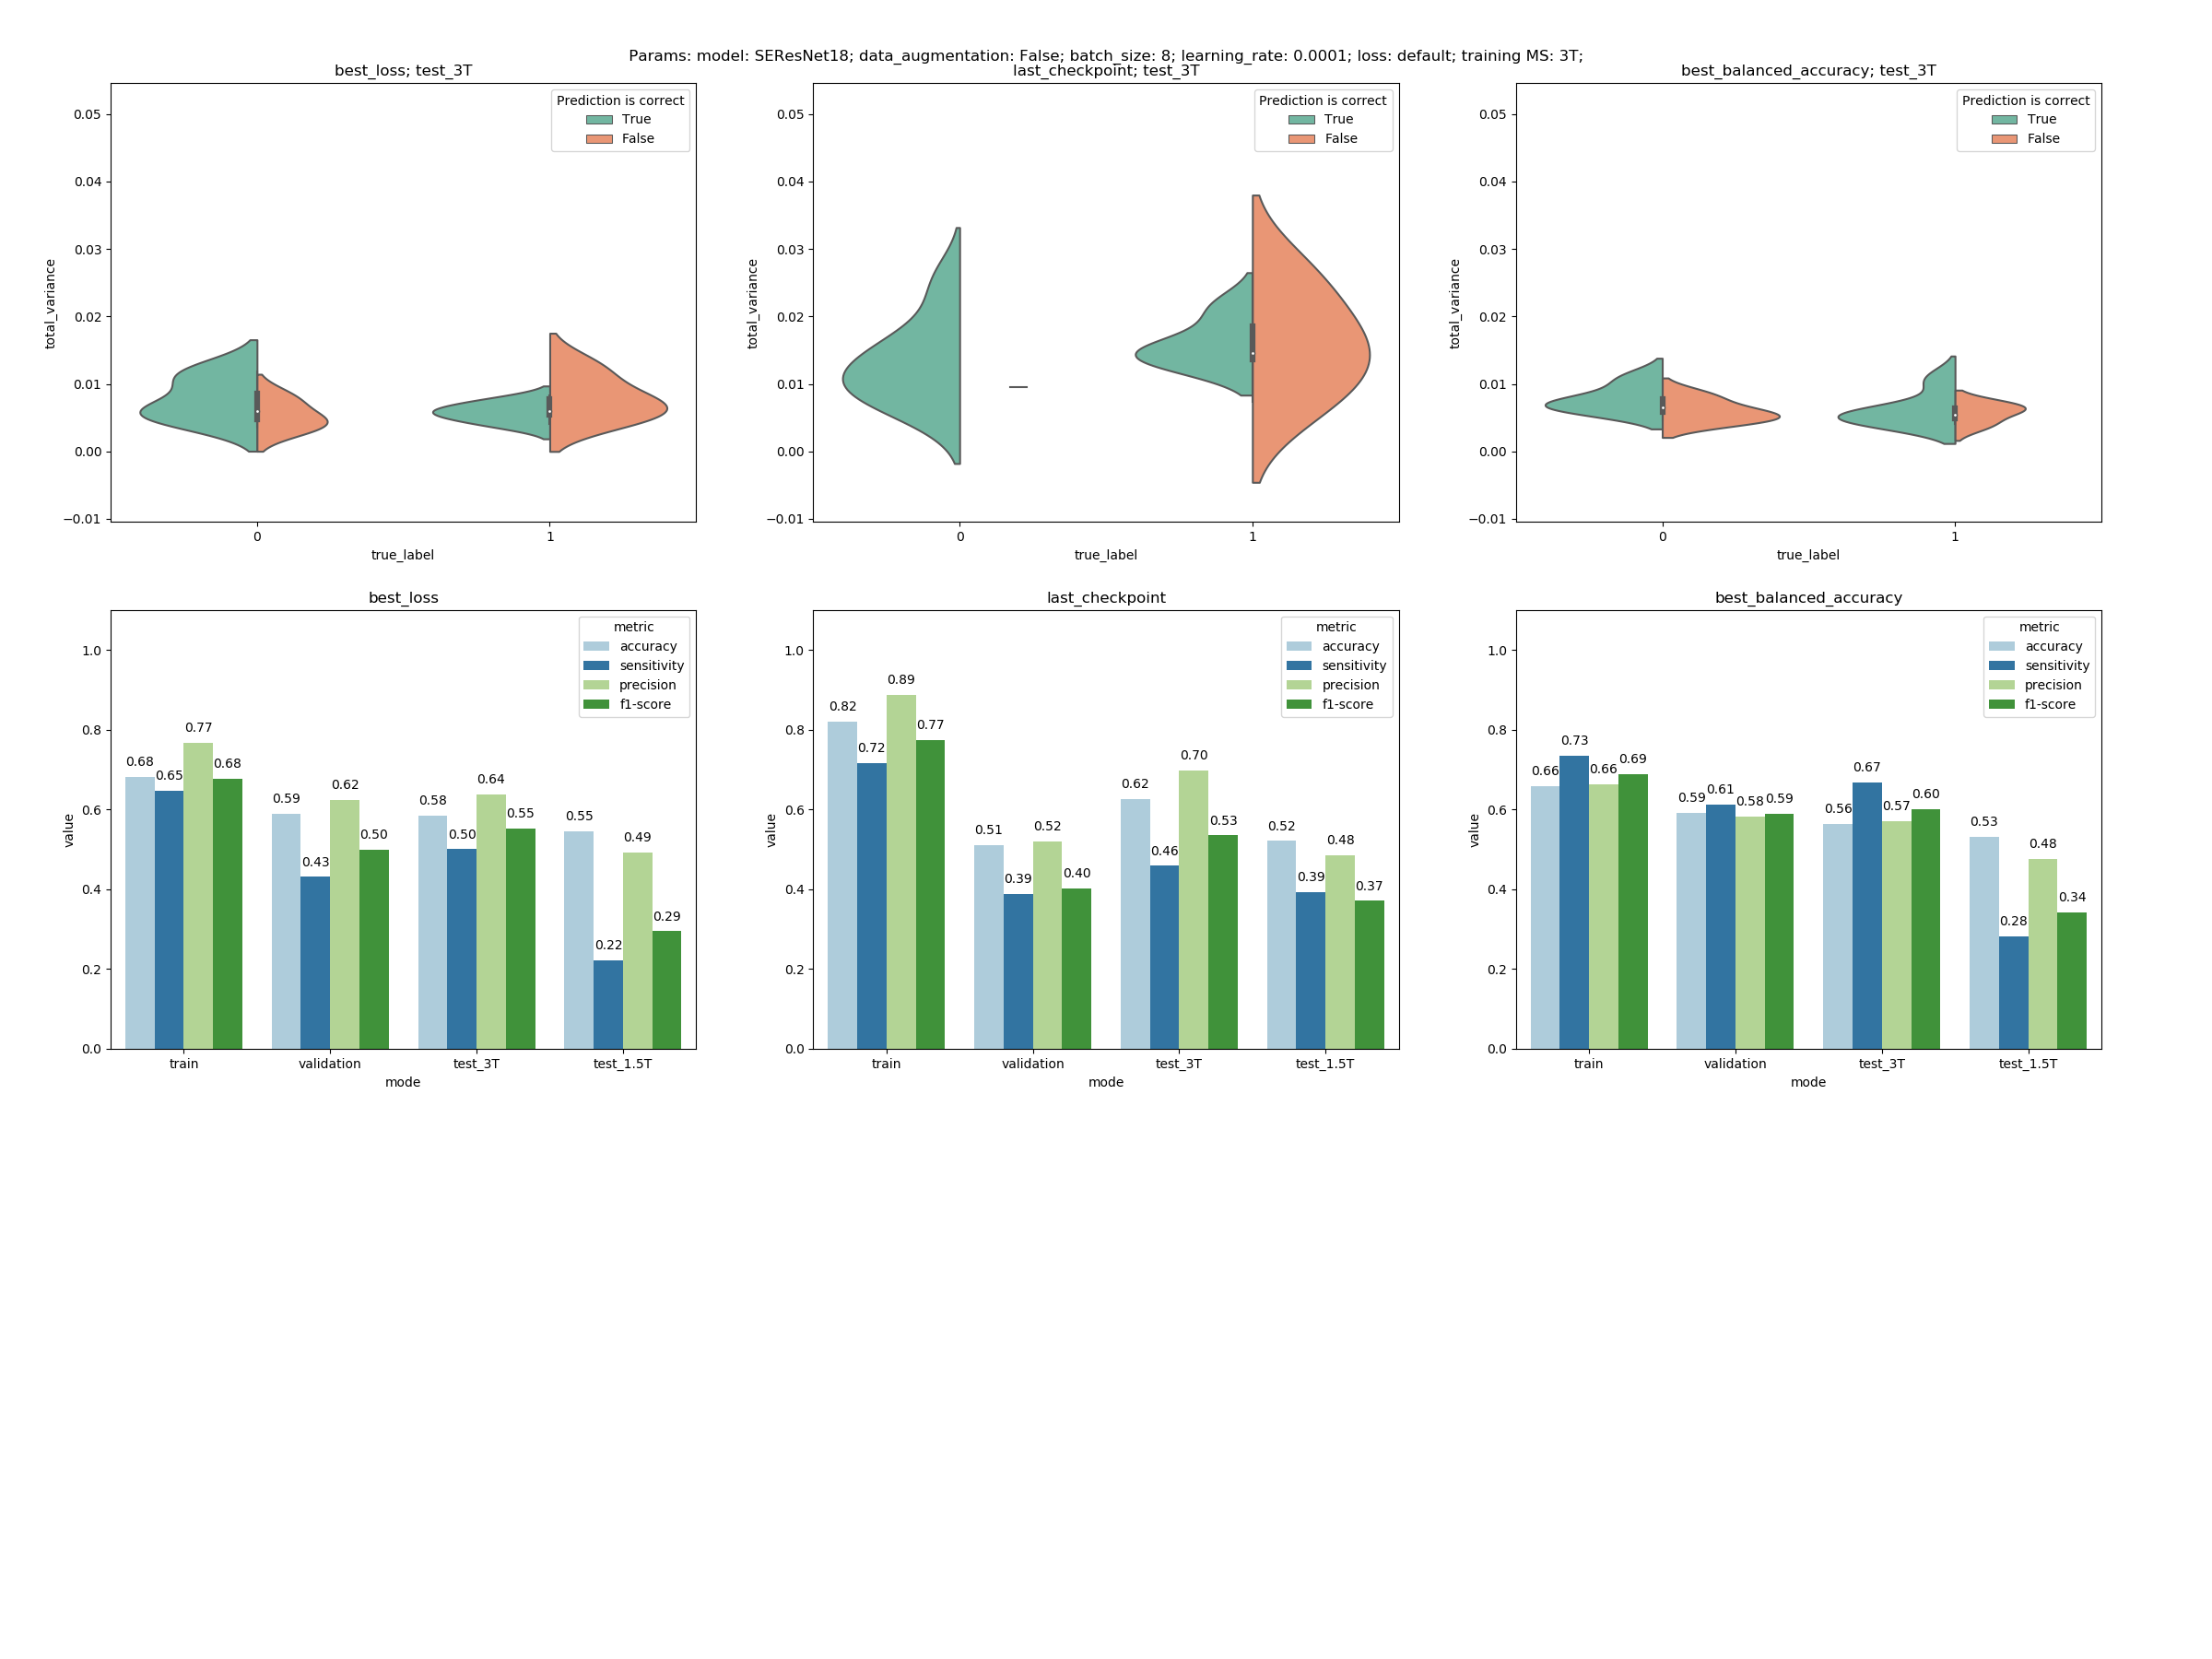 Params: model: SEResNet18; data_augmentation: False; batch_size: 8; learning_rate: 0.0001; loss: default; training MS: 3T;
best_loss; test_3T
total_variance
0.05
0.04
0.03
0.02
0.01
0.00
−0.01
Prediction is correct
True
False
0 1
true_label
last_checkpoint; test_3T
total_variance
0.05
0.04
0.03
0.02
0.01
0.00
−0.01
Prediction is correct
True
False
0 1
true_label
best_balanced_accuracy; test_3T
total_variance
0.05
0.04
0.03
0.02
0.01
0.00
−0.01
Prediction is correct
True
False
0 1
true_label
best_loss
value
1.0
0.8
0.6
0.4
0.2
0.0
metric
accuracy
sensitivity
precision
f1-score
0.68 0.65 0.77 0.68
0.59 0.43 0.62 0.50
0.58 0.50 0.64 0.55
0.55 0.22 0.49 0.29
train validation test_3T test_1.5T
mode
last_checkpoint
value
1.0
0.8
0.6
0.4
0.2
0.0
metric
accuracy
sensitivity
precision
f1-score
0.82 0.72 0.89 0.77
0.51 0.39 0.52 0.40
0.62 0.46 0.70 0.53
0.52 0.39 0.48 0.37
train validation test_3T test_1.5T
mode
best_balanced_accuracy
value
1.0
0.8
0.6
0.4
0.2
0.0
metric
accuracy
sensitivity
precision
f1-score
0.66 0.73 0.66 0.69
0.59 0.61 0.58 0.59
0.56 0.67 0.57 0.60
0.53 0.28 0.48 0.34
train validation test_3T test_1.5T
mode